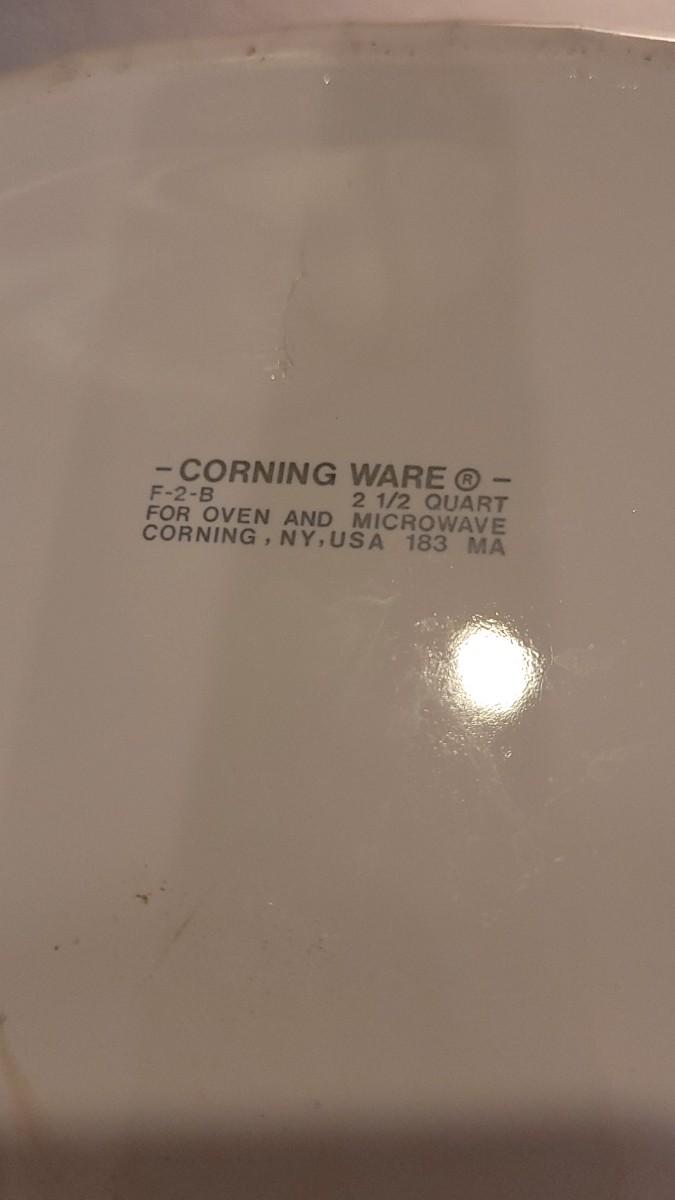 - CORNING WARE ® -
F-2-B 2 1/2 QUART
FOR OVEN AND MICROWAVE
CORNING, NY, USA 183 MA